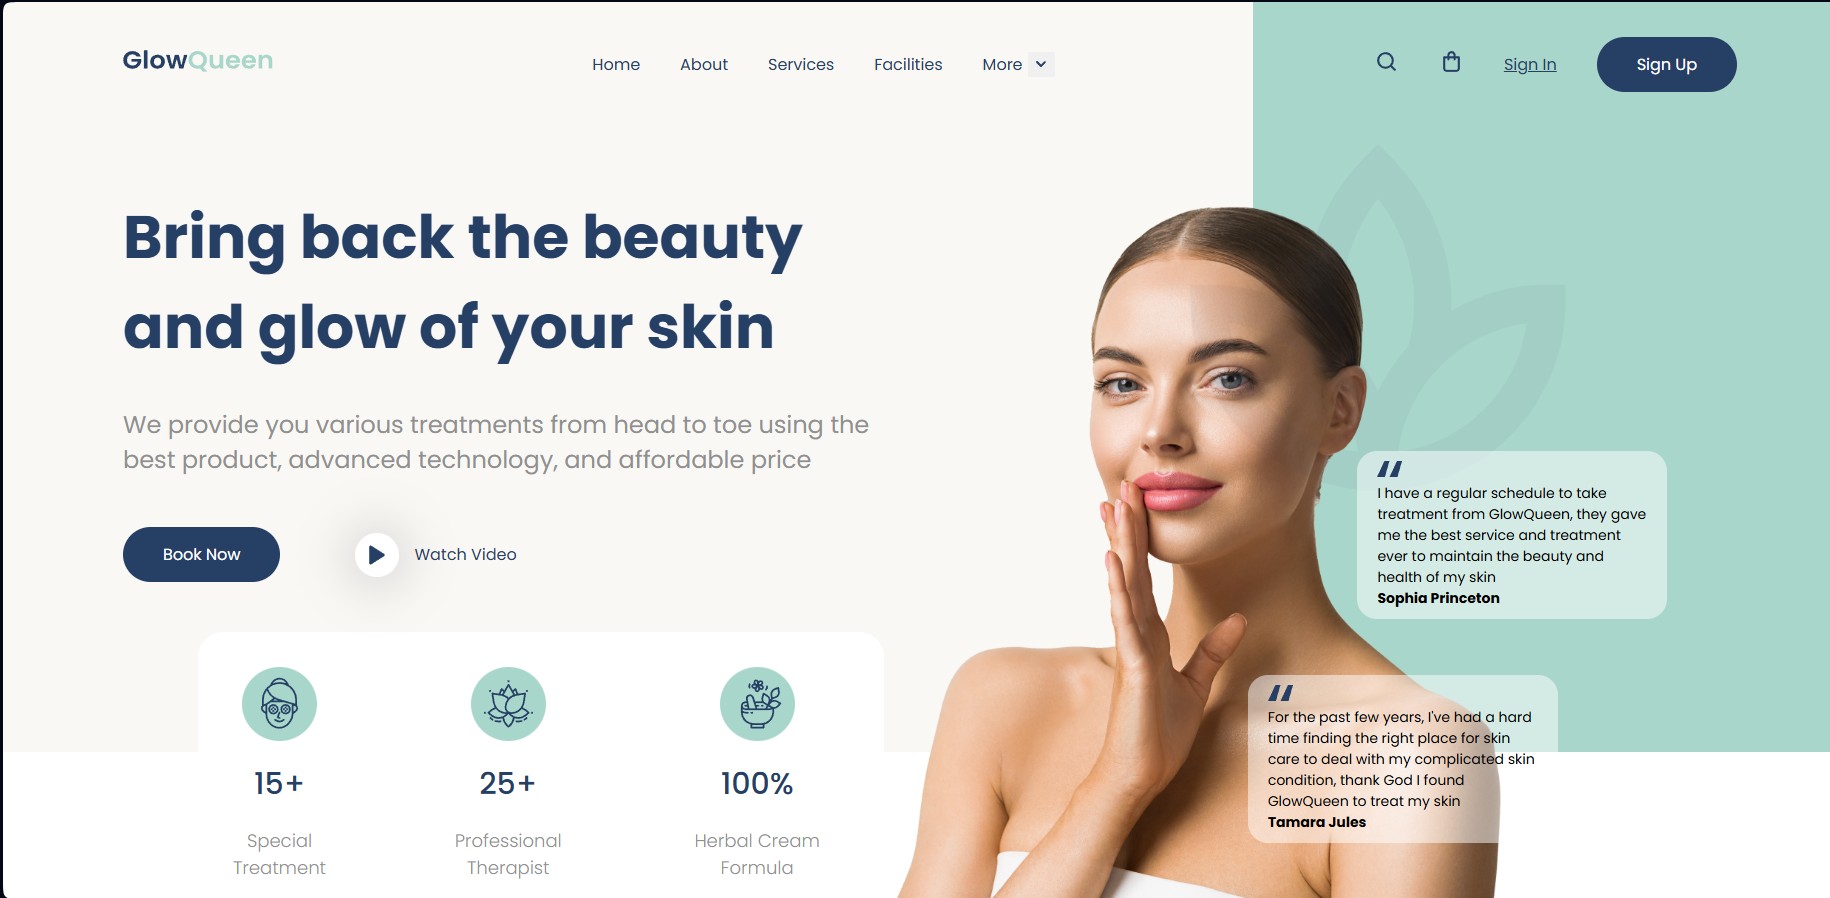 GlowQueen
Home
About
Services
Facilities
More
Sign In
Sign Up
Bring back the beauty
and glow of your skin
We provide you various treatments from head to toe using the
best product, advanced technology, and affordable price
Book Now
Watch Video
15+
Special
Treatment
25+
Professional
Therapist
100%
Herbal Cream
Formula
I have a regular schedule to take
treatment from GlowQueen, they gave
me the best service and treatment
ever to maintain the beauty and
health of my skin
Sophia Princeton
For the past few years, I've had a hard
time finding the right place for skin
care to deal with my complicated skin
condition, thank God I found
GlowQueen to treat my skin
Tamara Jules